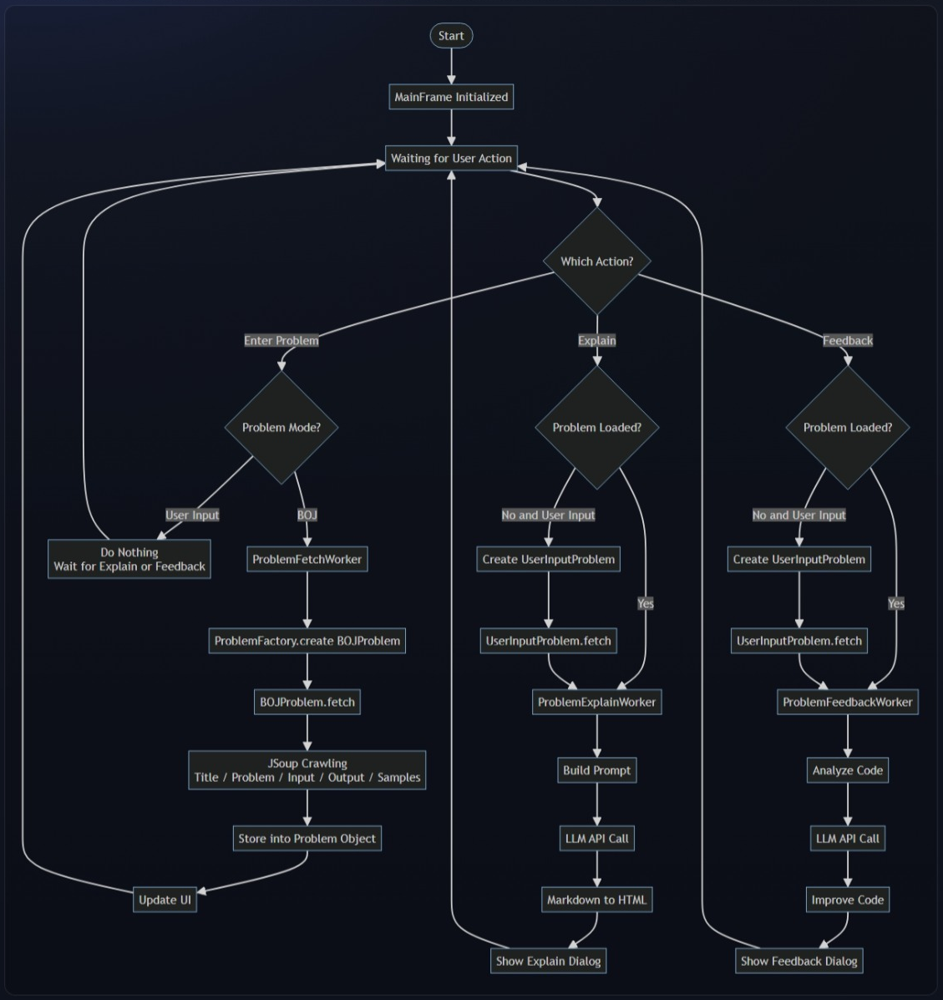 Start
MainFrame Initialized
Waiting for User Action
Which Action?
Enter Problem
Explain
Feedback
Problem Mode?
Problem Loaded?
Problem Loaded?
User Input
BOJ
No and User Input
No and User Input
Do Nothing
Wait for Explain or Feedback
ProblemFetchWorker
Create UserInputProblem
Create UserInputProblem
Yes
Yes
ProblemFactory.create BOJProblem
UserInputProblem.fetch
UserInputProblem.fetch
BOJProblem.fetch
ProblemExplainWorker
ProblemFeedbackWorker
JSoup Crawling
Title / Problem / Input / Output / Samples
Build Prompt
Analyze Code
Store into Problem Object
LLM API Call
LLM API Call
Update UI
Markdown to HTML
Improve Code
Show Explain Dialog
Show Feedback Dialog